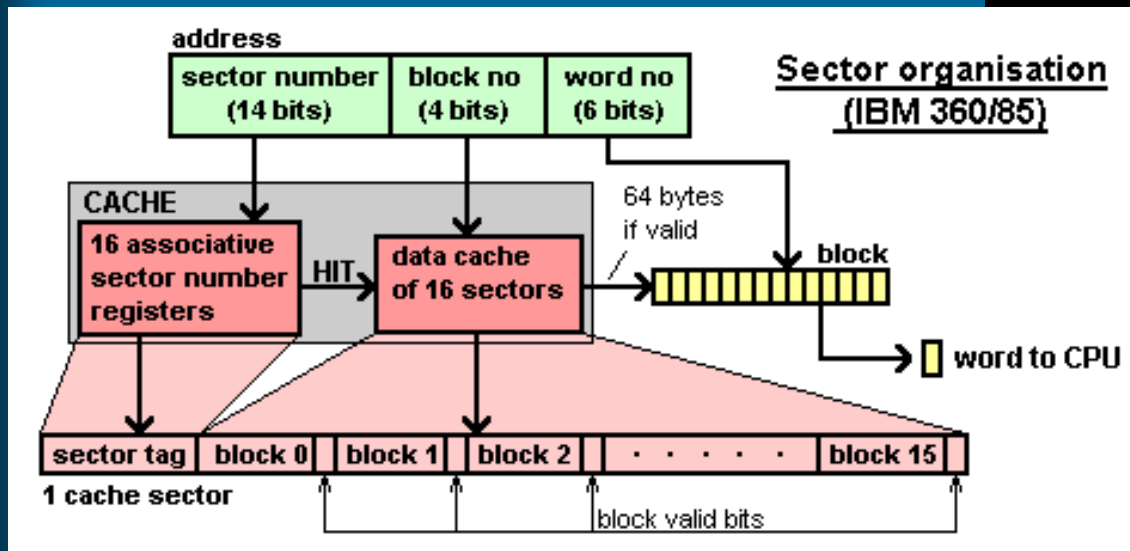 address
sector number
(14 bits)
block no
(4 bits)
word no
(6 bits)
Sector organisation
(IBM 360/85)
CACHE
16 associative
sector number
registers
HIT
data cache
of 16 sectors
64 bytes
if valid
block
word to CPU
sector tag
block 0
block 1
block 2
. . . . .
block 15
1 cache sector
block valid bits